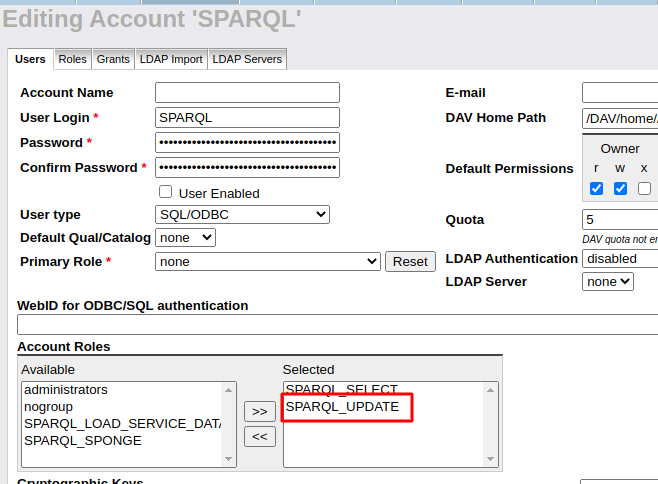 Editing Account 'SPARQL'
Users Roles Grants LDAP Import LDAP Servers
Account Name
E-mail
User Login * SPARQL
DAV Home Path /DAV/home/
Password *
Owner
Confirm Password *
Default Permissions r w x
User Enabled
User type SQL/ODBC
Quota 5
Default Qual/Catalog none
DAV quota not
Primary Role * none Reset
LDAP Authentication disabled
LDAP Server none
WebID for ODBC/SQL authentication
Account Roles
Available Selected
administrators SPARQL_SELECT
nogroup SPARQL_UPDATE
SPARQL_LOAD_SERVICE_DATA >>
SPARQL_SPONGE <<
Cryptographic Keys